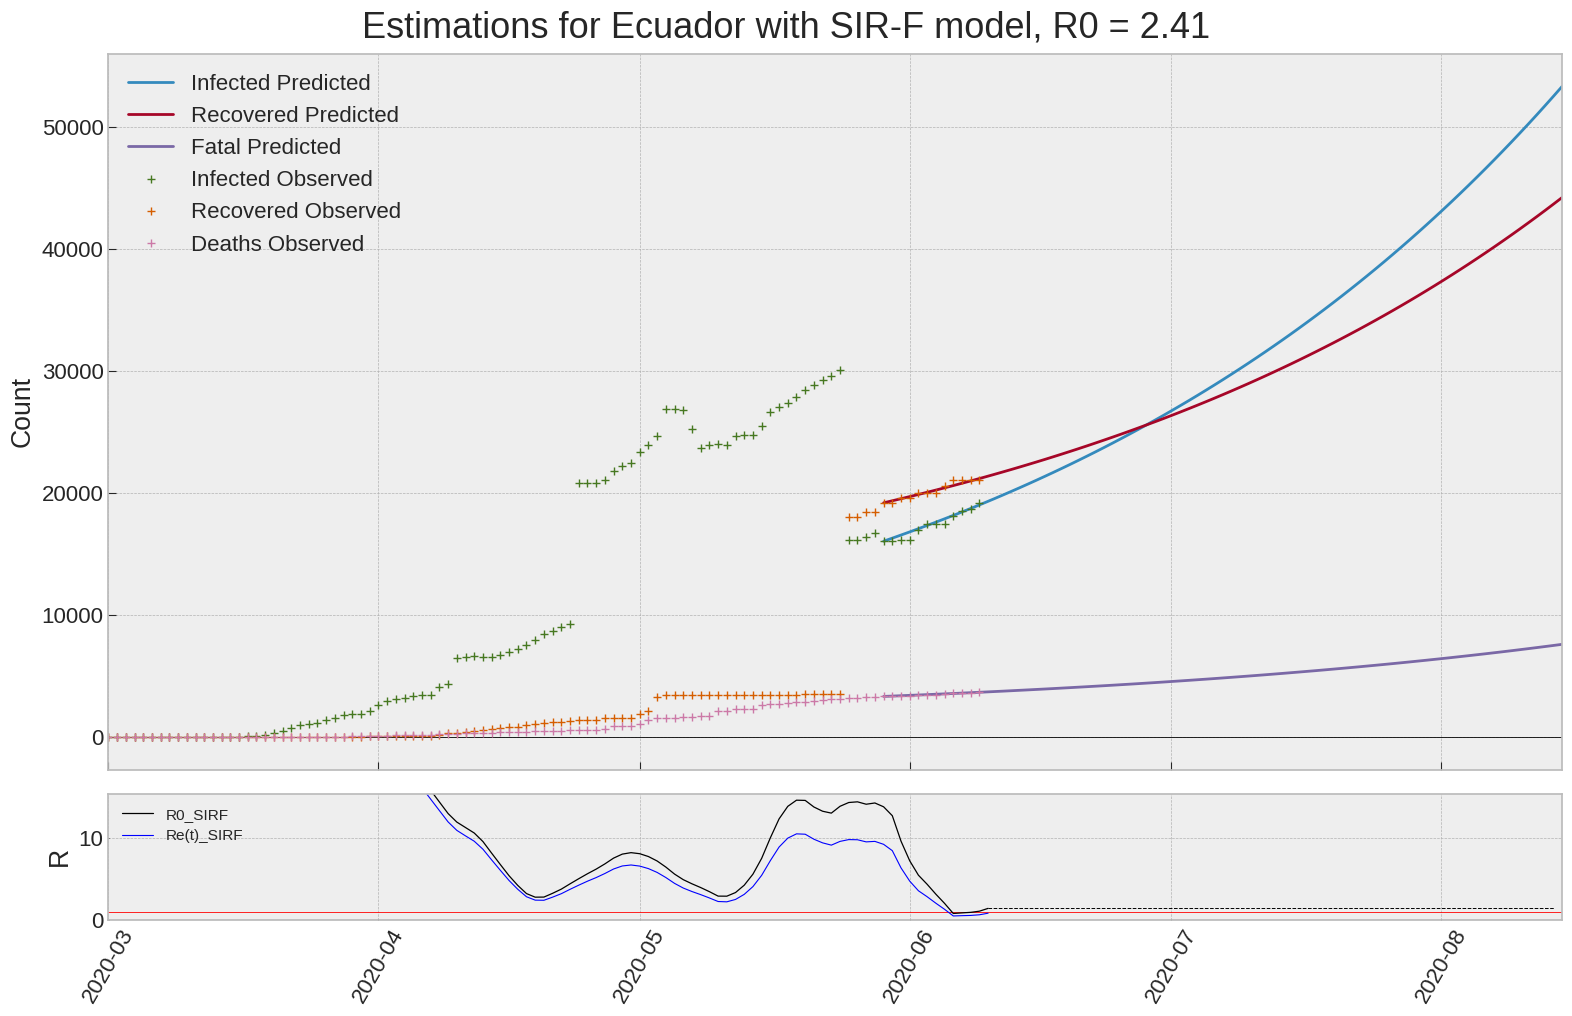 Estimations for Ecuador with SIR-F model, R0 = 2.41
Infected Predicted
Recovered Predicted
Fatal Predicted
Infected Observed
Recovered Observed
Deaths Observed
50000
40000
30000
20000
10000
0
Count
R0_SIRF
Re(t)_SIRF
10
0
R
2020-03
2020-04
2020-05
2020-06
2020-07
2020-08